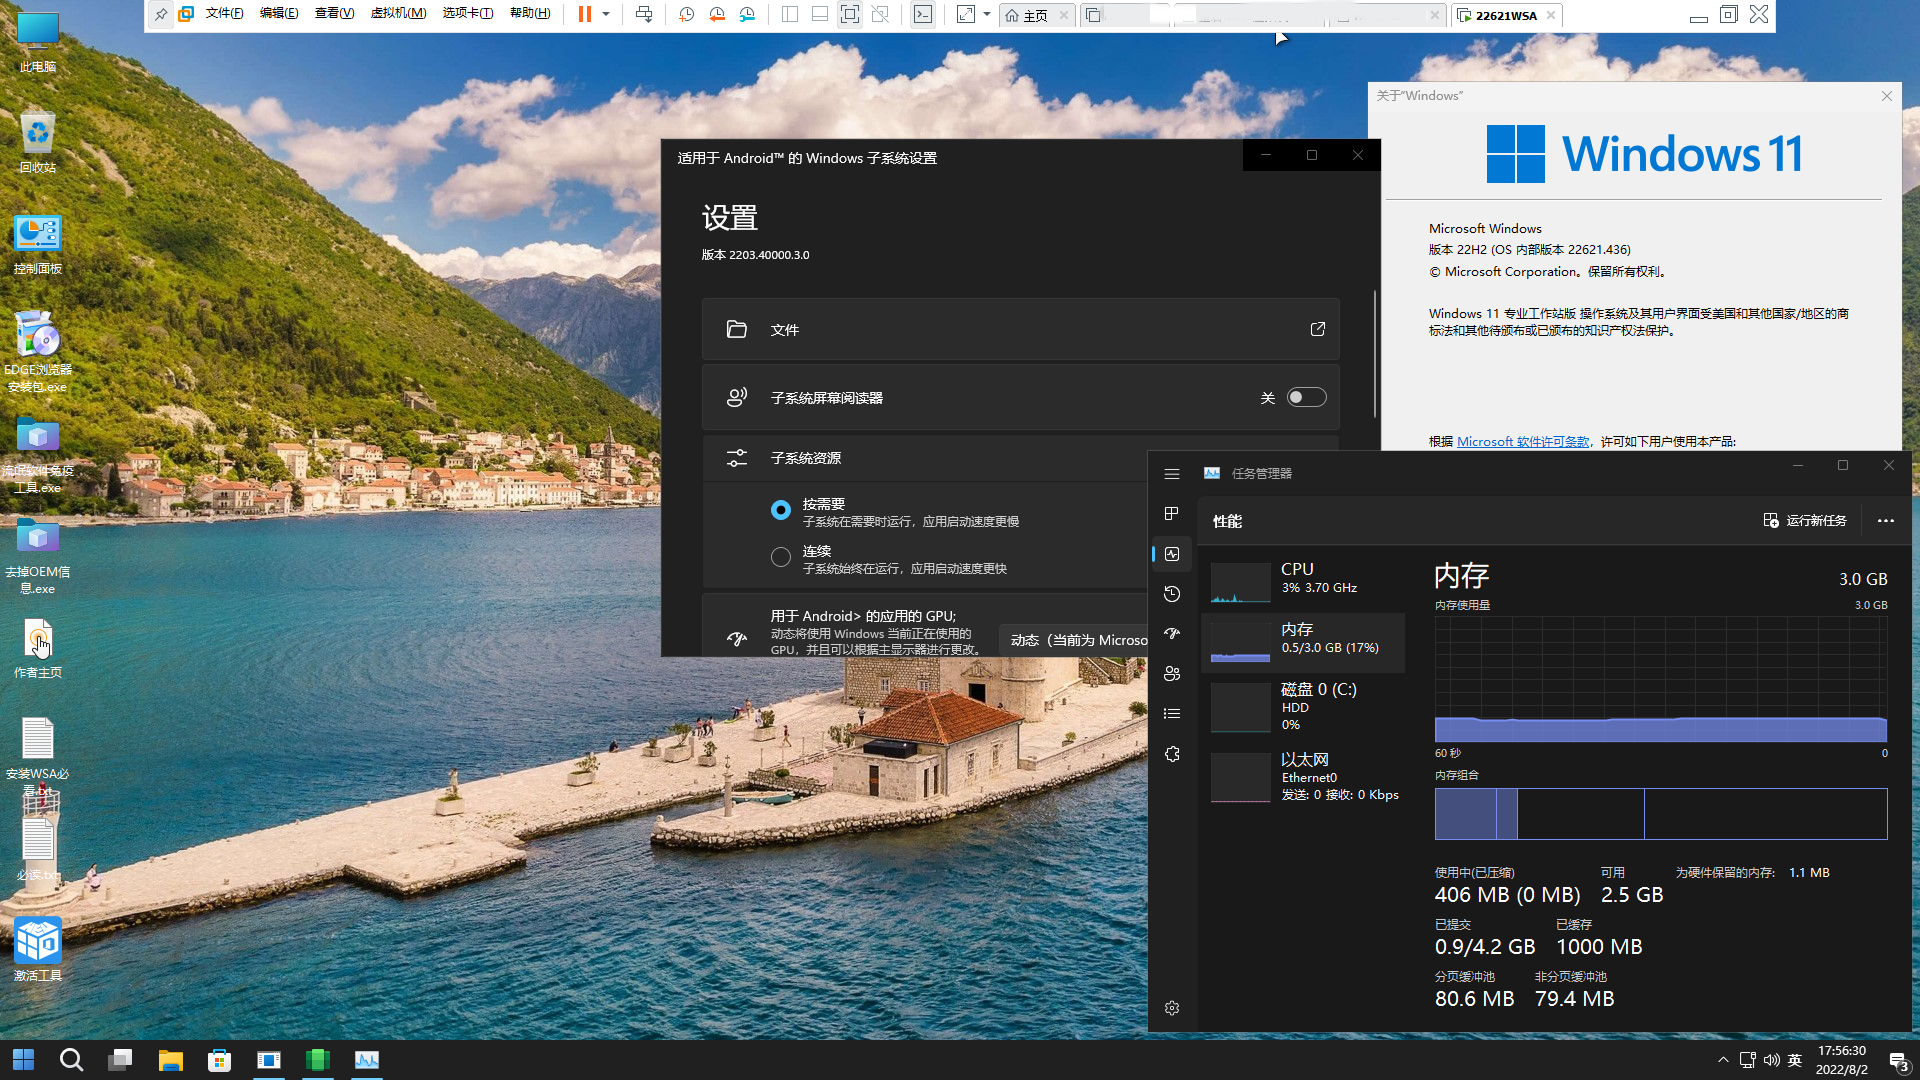 文件(F)
编辑(E)
查看(V)
虚拟机(M)
选项卡(T)
帮助(H)
主页
22621WSA
此电脑
回收站
控制面板
EDGE浏览器
安装包.exe
流氓软件免疫
工具.exe
去掉OEM信
息.exe
作者主页
安装WSA必
看.txt
必读.txt
激活工具
适用于 Android™ 的 Windows 子系统设置
设置
版本 2203.40000.3.0
文件
子系统屏幕阅读器
关
子系统资源
按需要
子系统在需要时运行，应用启动速度更慢
连续
子系统始终在运行，应用启动速度更快
用于 Android> 的应用的 GPU;
动态将使用 Windows 当前正在使用的
GPU，并且可以根据主显示器进行更改。
动态（当前为 Microso
关于"Windows"
Windows 11
Microsoft Windows
版本 22H2 (OS 内部版本 22621.436)
© Microsoft Corporation。保留所有权利。
Windows 11 专业工作站版 操作系统及其用户界面受美国和其他国家/地区的商
标法和其他待颁布或已颁布的知识产权法保护。
根据 Microsoft 软件许可条款，许可如下用户使用本产品:
任务管理器
性能
运行新任务
CPU
3% 3.70 GHz
内存
0.5/3.0 GB (17%)
磁盘 0 (C:)
HDD
0%
以太网
Ethernet0
发送: 0 接收: 0 Kbps
内存
3.0 GB
内存使用量
3.0 GB
60 秒
0
内存组合
使用中(已压缩)
406 MB (0 MB)
可用
2.5 GB
为硬件保留的内存:
1.1 MB
已提交
0.9/4.2 GB
已缓存
1000 MB
分页缓冲池
80.6 MB
非分页缓冲池
79.4 MB
英
17:56:30
2022/8/2
3